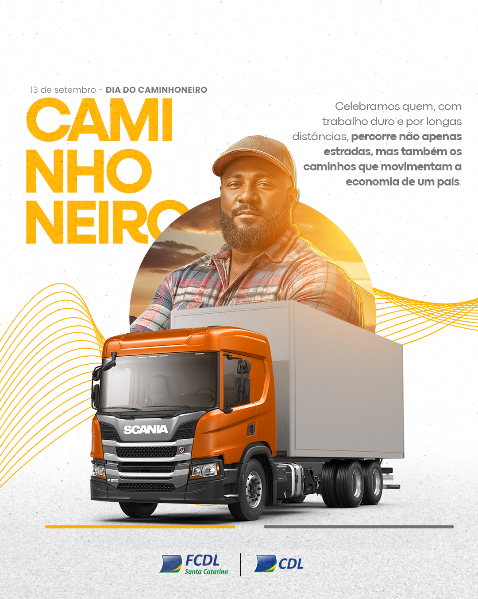 13 de setembro - DIA DO CAMINHONEIRO
CAMI
NHO
NEIRO
Celebramos quem, com
trabalho duro e por longas
distâncias, percorre não apenas
estradas, mas também os
caminhos que movimentam a
economia de um país.
SCANIA
FCDL
Santa Catarina
CDL